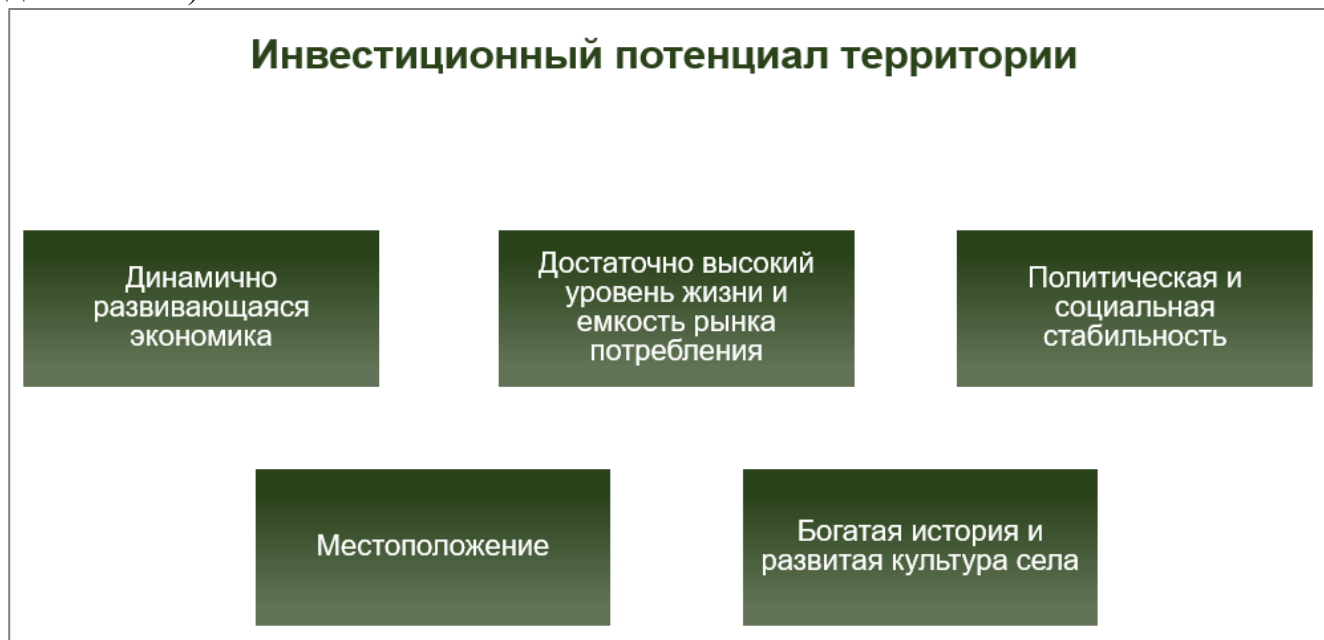 Инвестиционный потенциал территории
Динамично
развивающаяся
экономика
Достаточно высокий
уровень жизни и
емкость рынка
потребления
Политическая и
социальная
стабильность
Местоположение
Богатая история и
развитая культура села